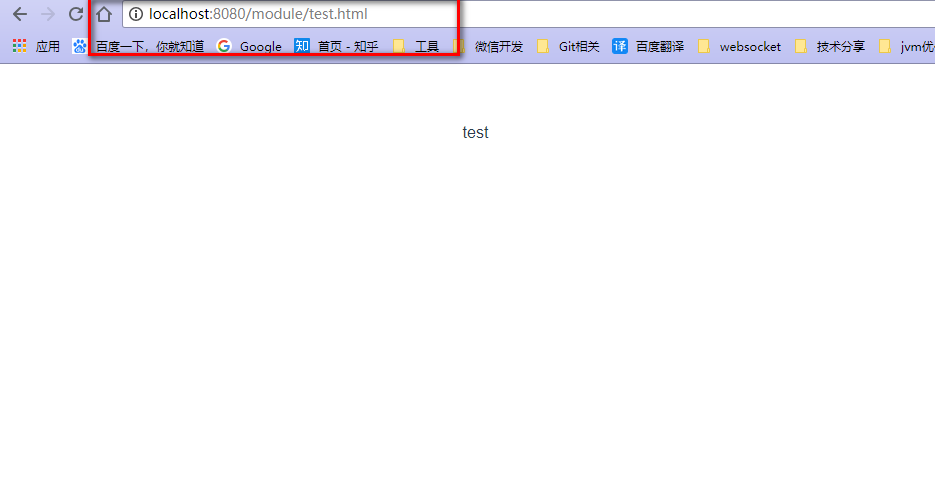 localhost:8080/module/test.html
应用 百度一下，你就知道 Google 知 首页 - 知乎 工具 微信开发 Git相关 译 百度翻译 websocket 技术分享 jvm优
test